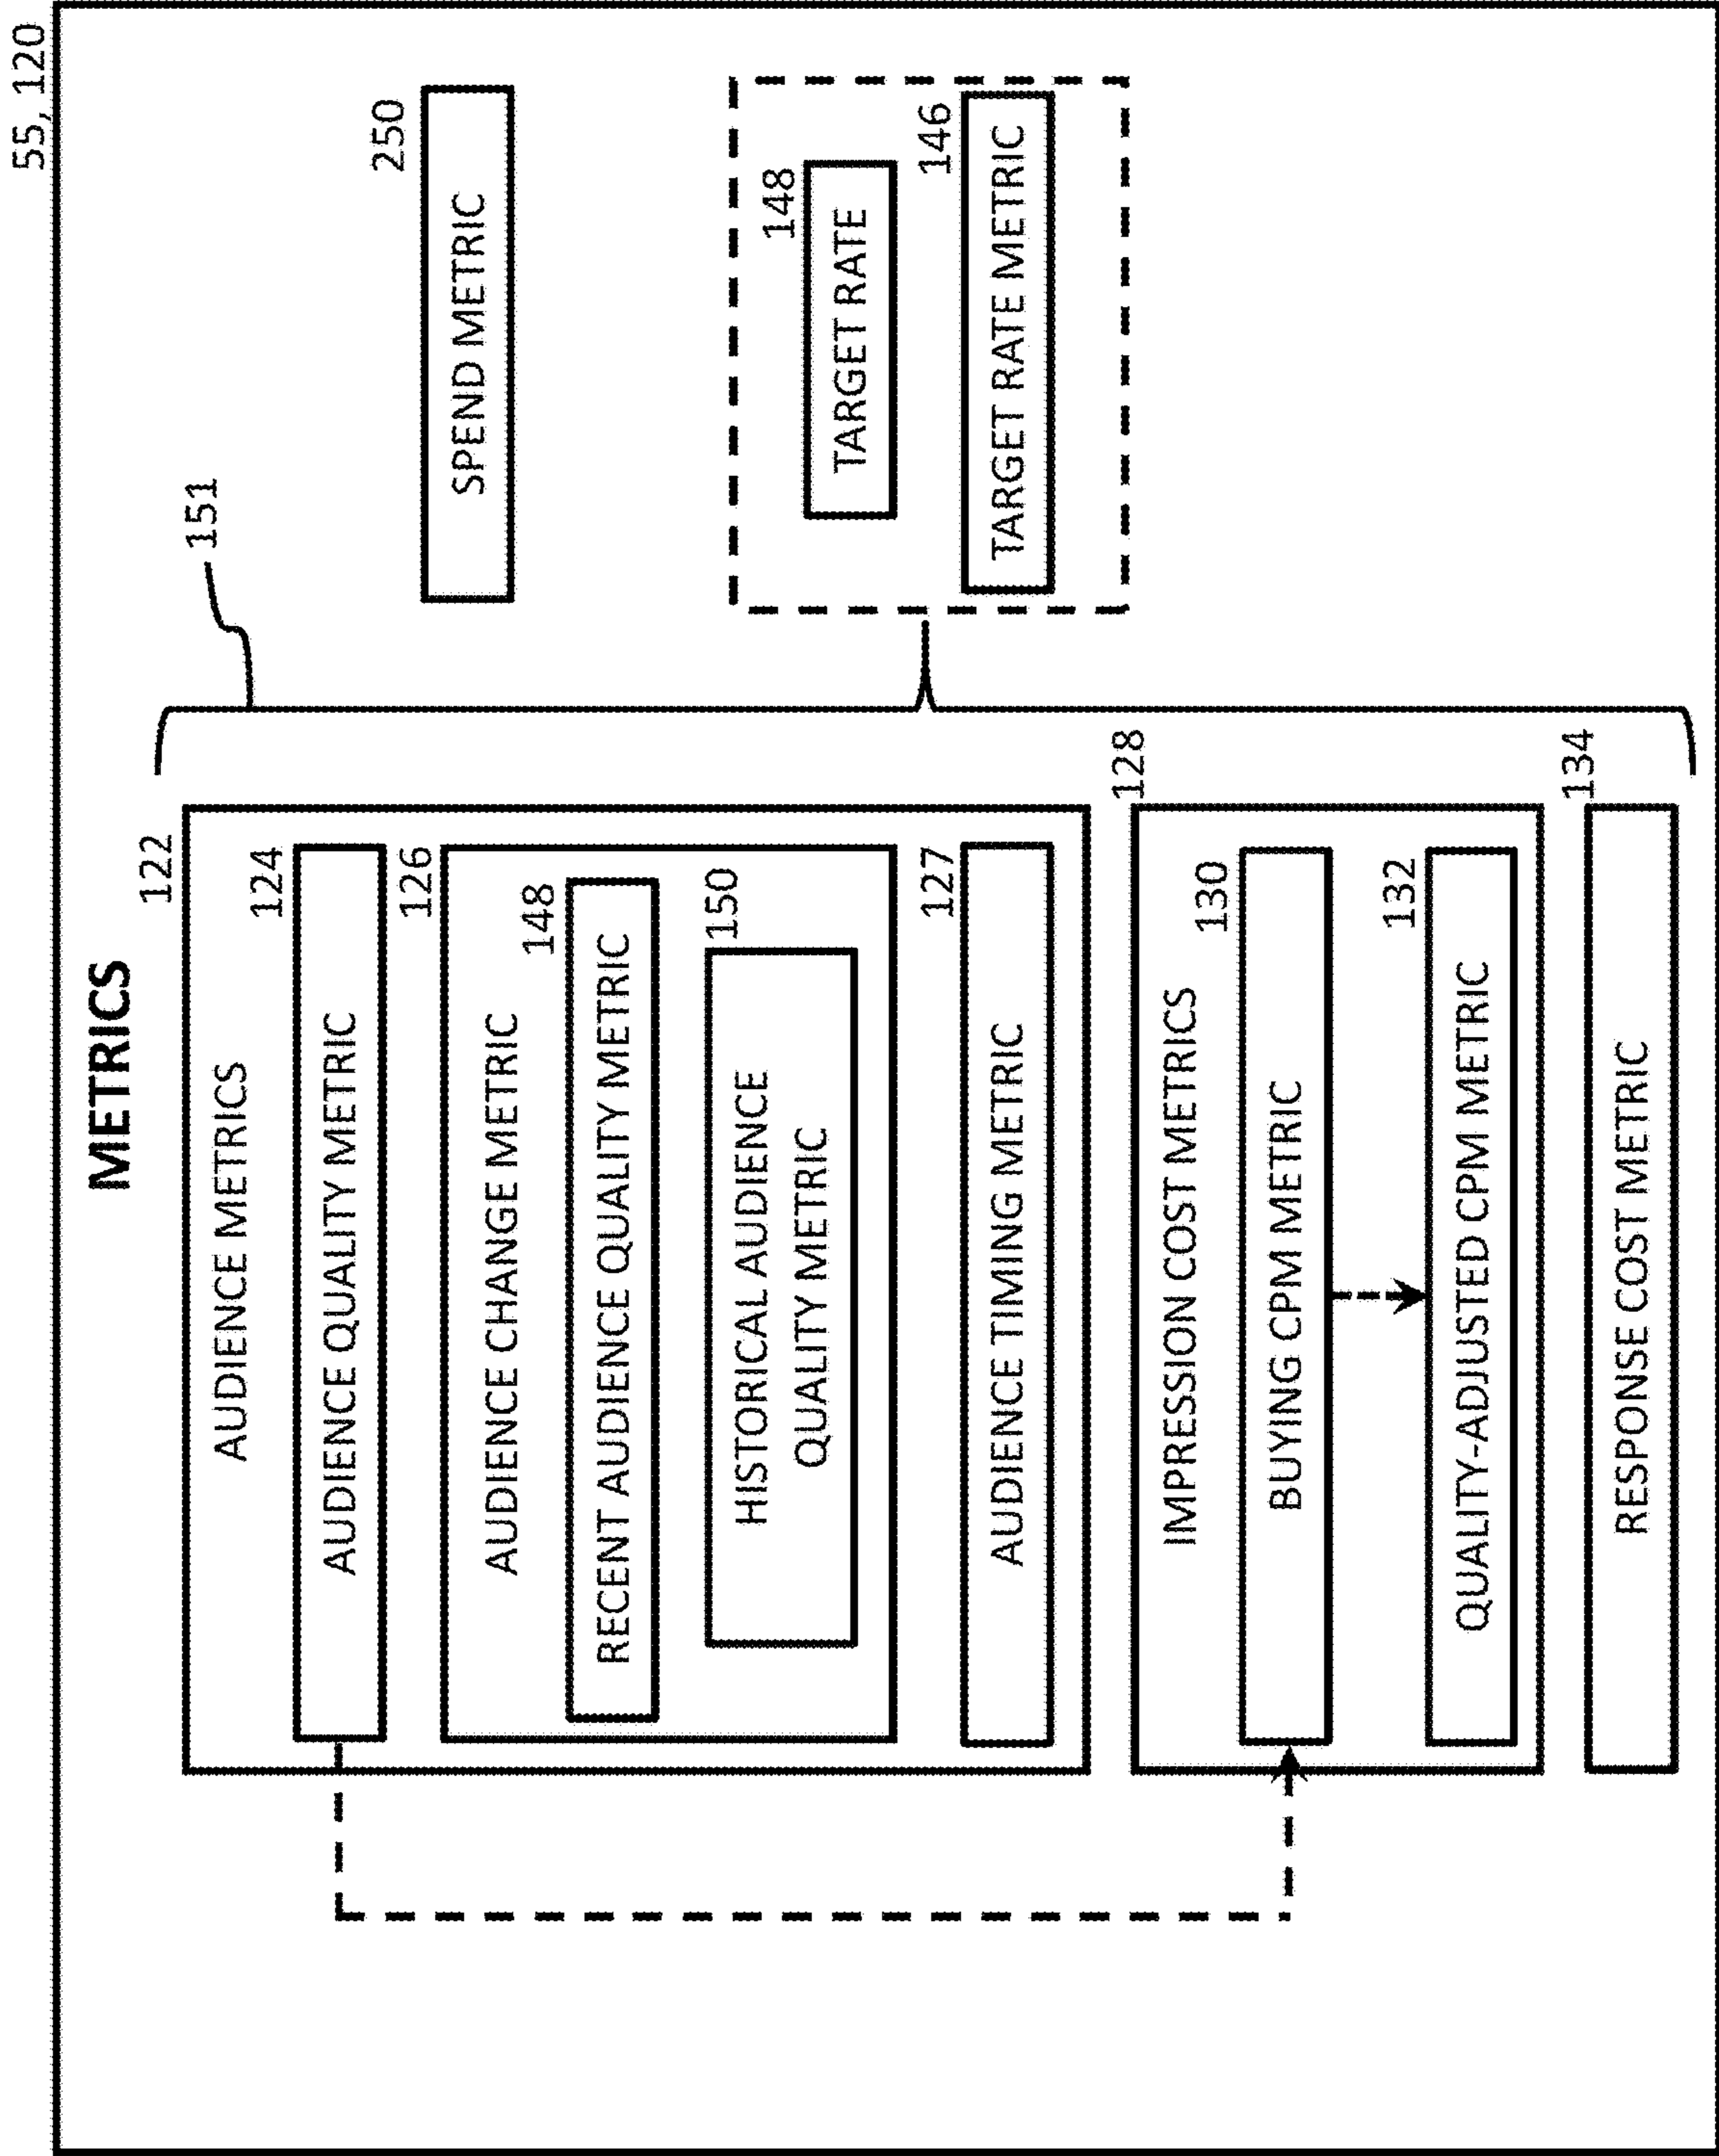 55, 120
METRICS
122
AUDIENCE METRICS
124
AUDIENCE QUALITY METRIC
126
AUDIENCE CHANGE METRIC
148
RECENT AUDIENCE QUALITY METRIC
150
HISTORICAL AUDIENCE
QUALITY METRIC
127
AUDIENCE TIMING METRIC
128
IMPRESSION COST METRICS
130
BUYING CPM METRIC
132
QUALITY-ADJUSTED CPM METRIC
134
RESPONSE COST METRIC
151
250
SPEND METRIC
148
TARGET RATE
146
TARGET RATE METRIC